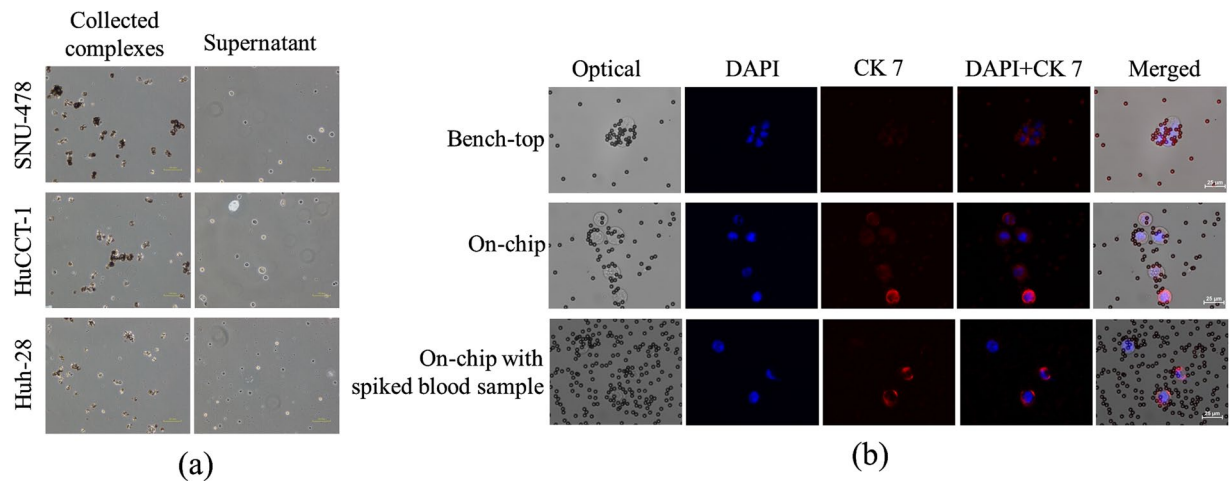 Collected
complexes
Supernatant
SNU-478
HuCCT-1
Huh-28
(a)
Optical
DAPI
CK 7
DAPI+CK 7
Merged
Bench-top
25 µm
On-chip
25 µm
On-chip with
spiked blood sample
25 µm
(b)